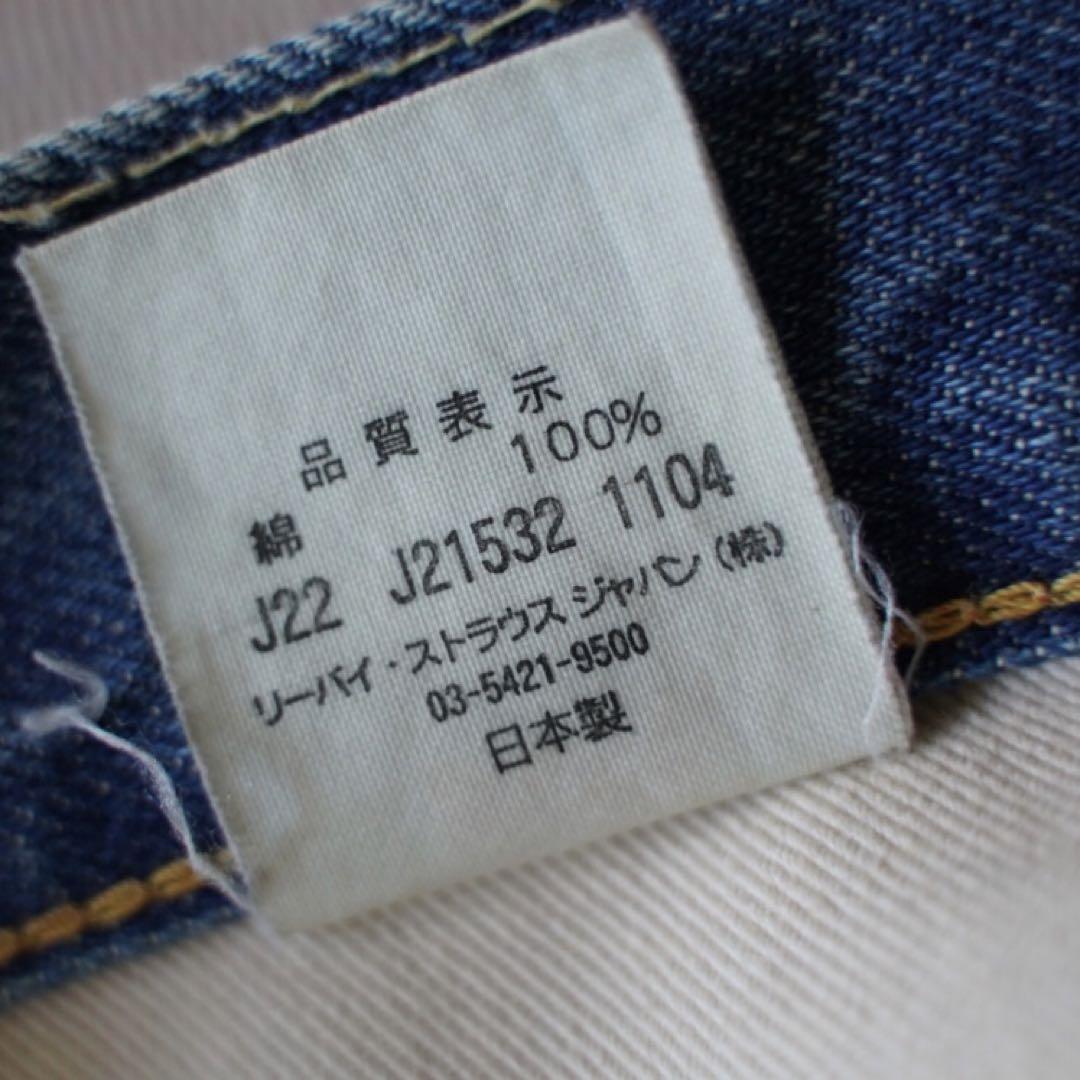 品質表示
綿 100%
J22 J21532 1104
リーバイ・ストラウス ジャパン(株)
03-5421-9500
日本製